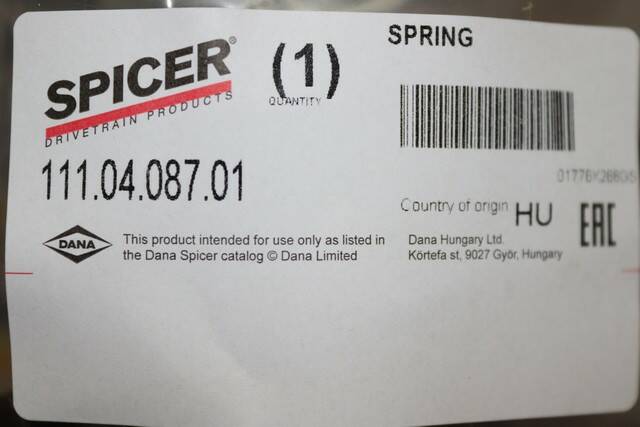 SPICER®
DRIVETRAIN PRODUCTS
(1)
QUANTITY
SPRING
111.04.087.01
Country of origin HU
EAC
DANA
This product intended for use only as listed in
the Dana Spicer catalog © Dana Limited
Dana Hungary Ltd.
Körtefa st, 9027 Győr, Hungary